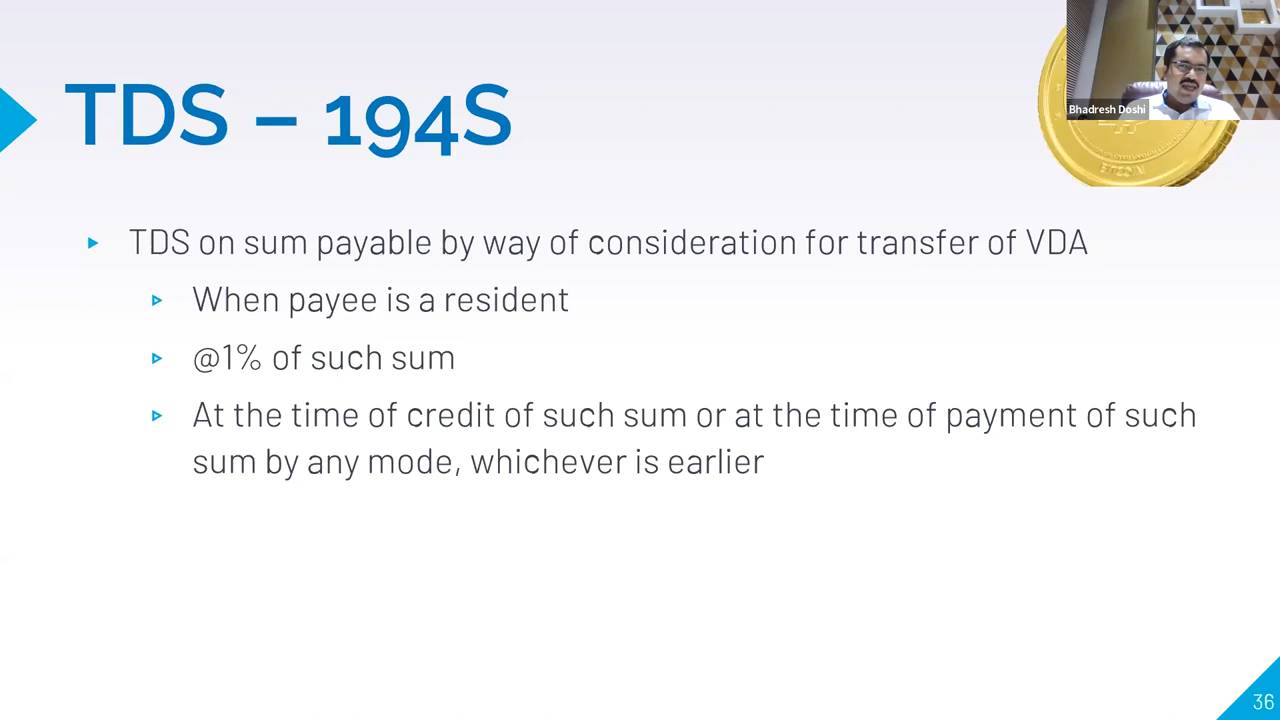 TDS – 194S
Bhadresh Doshi
BITCOIN
TDS on sum payable by way of consideration for transfer of VDA
When payee is a resident
@1% of such sum
At the time of credit of such sum or at the time of payment of such
sum by any mode, whichever is earlier
36